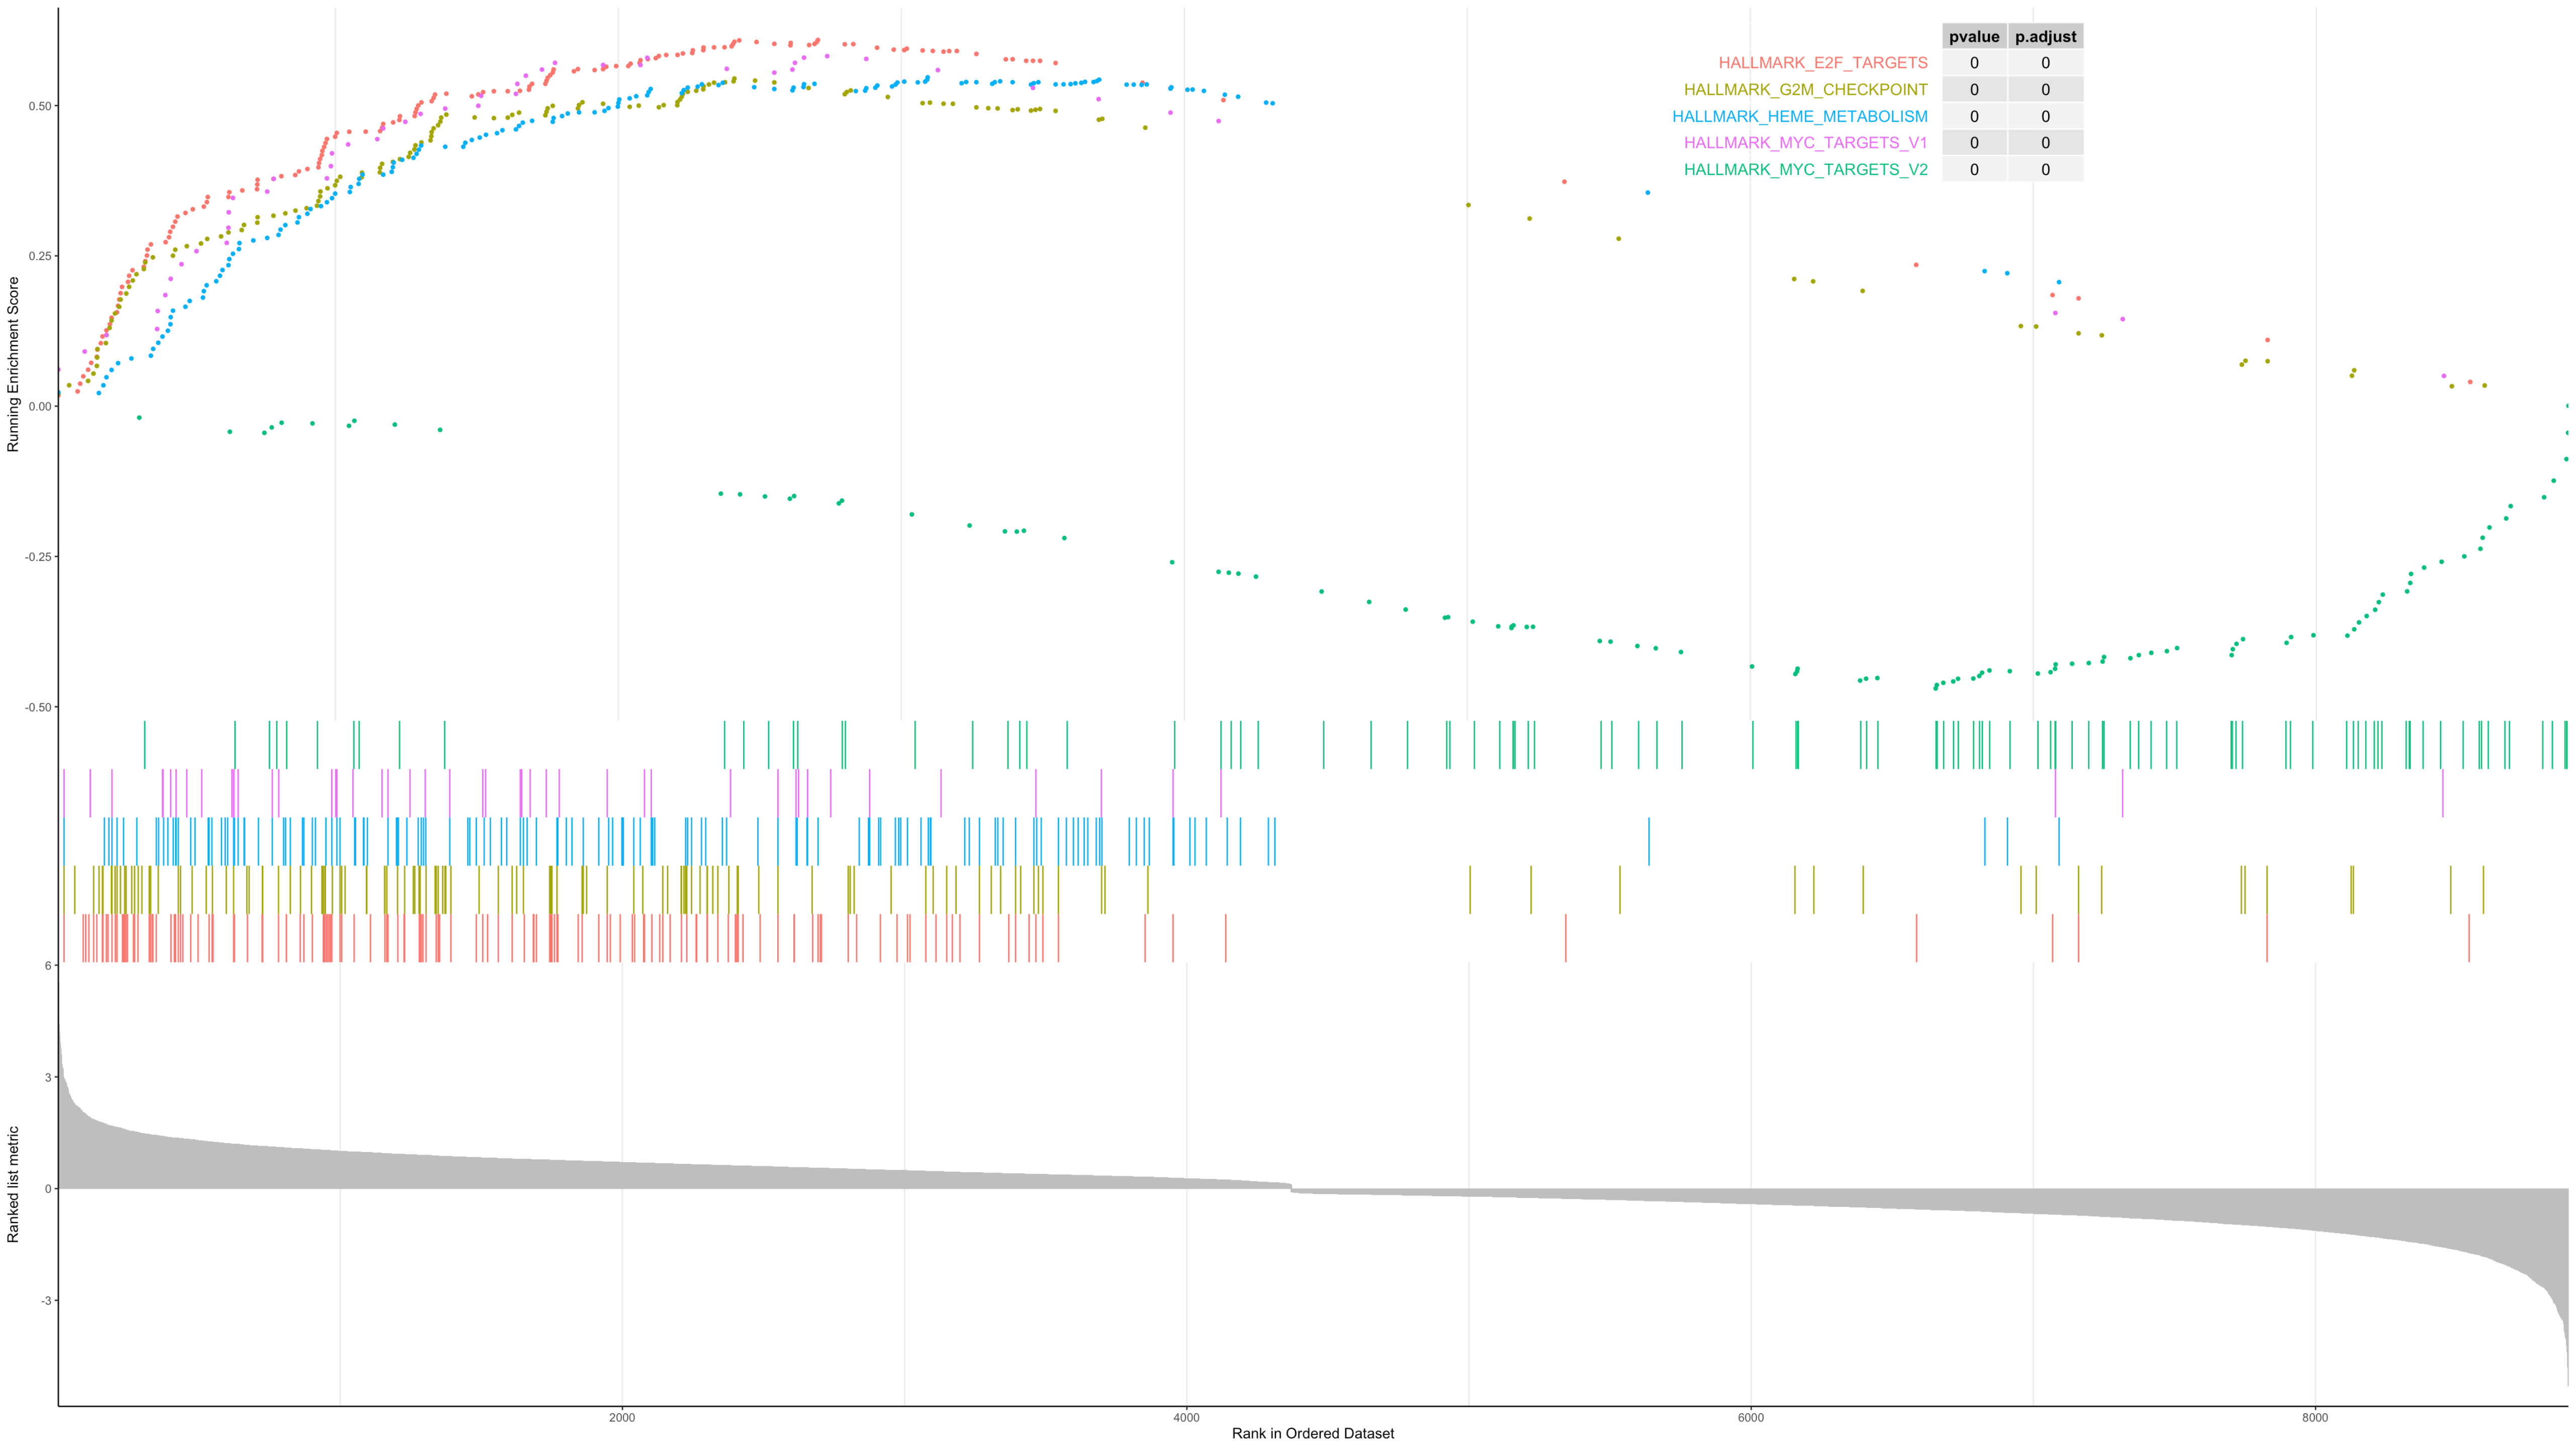 pvalue p.adjust
HALLMARK_E2F_TARGETS 0 0
HALLMARK_G2M_CHECKPOINT 0 0
HALLMARK_HEME_METABOLISM 0 0
HALLMARK_MYC_TARGETS_V1 0 0
HALLMARK_MYC_TARGETS_V2 0 0
Running Enrichment Score
0.50
0.25
0.00
-0.25
-0.50
Ranked list metric
6
3
0
-3
2000 4000 6000 8000
Rank in Ordered Dataset